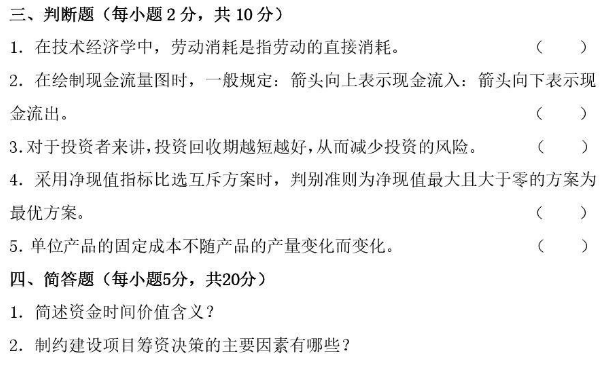 三、判断题（每小题 2 分，共 10 分）
1．在技术经济学中，劳动消耗是指劳动的直接消耗。 （　　）
2．在绘制现金流量图时，一般规定：箭头向上表示现金流入：箭头向下表示现
金流出。 （　　）
3.对于投资者来讲，投资回收期越短越好，从而减少投资的风险。 （　　）
4．采用净现值指标比选互斥方案时，判别准则为净现值最大且大于零的方案为
最优方案。 （　　）
5．单位产品的固定成本不随产品的产量变化而变化。 （　　）
四、简答题（每小题5分，共20分）
1．简述资金时间价值含义？
2．制约建设项目筹资决策的主要因素有哪些？